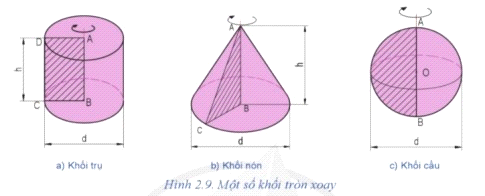 D A
h
C B
d
A
h
B
C
d
A
O
B
d
a) Khối trụ
b) Khối nón
c) Khối cầu
Hình 2.9. Một số khối tròn xoay